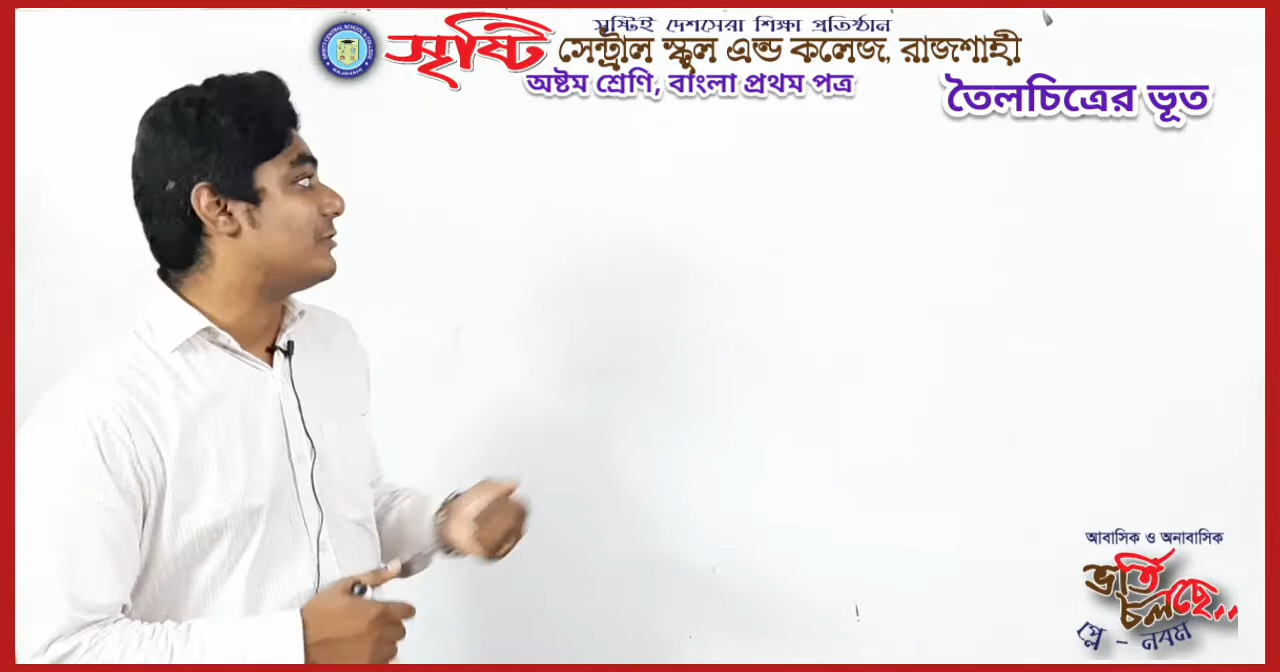 সৃষ্টিই দেশসেরা শিক্ষা প্রতিষ্ঠান
সৃষ্টি সেন্ট্রাল স্কুল এন্ড কলেজ, রাজশাহী
অষ্টম শ্রেণি, বাংলা প্রথম পত্র
তৈলচিত্রের ভূত
আবাসিক ও অনাবাসিক
ভর্তি
চলছে..
প্লে - নবম